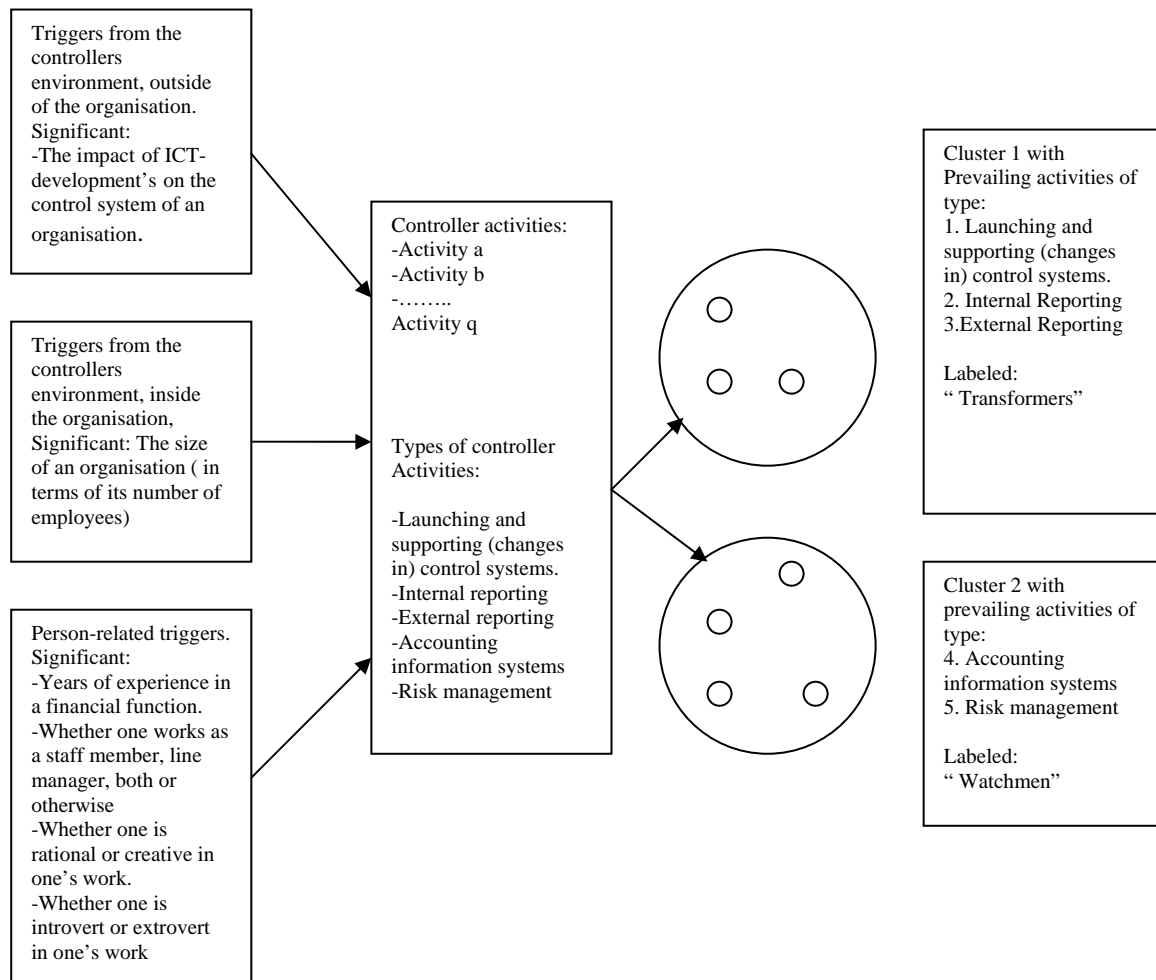 Triggers from the
controllers
environment, outside
of the organisation.
Significant:
-The impact of ICT-
development’s on the
control system of an
organisation.
Triggers from the
controllers
environment, inside
the organisation,
Significant: The size
of an organisation ( in
terms of its number of
employees)
Person-related triggers.
Significant:
-Years of experience in
a financial function.
-Whether one works as
a staff member, line
manager, both or
otherwise
-Whether one is
rational or creative in
one’s work.
-Whether one is
introvert or extrovert
in one’s work
Controller activities:
-Activity a
-Activity b
-……..
Activity q
Types of controller
Activities:
-Launching and
supporting (changes
in) control systems.
-Internal reporting
-External reporting
-Accounting
information systems
-Risk management
Cluster 1 with
Prevailing activities of
type:
1. Launching and
supporting (changes
in) control systems.
2. Internal Reporting
3.External Reporting
Labeled:
“ Transformers”
Cluster 2 with
prevailing activities of
type:
4. Accounting
information systems
5. Risk management
Labeled:
“ Watchmen”